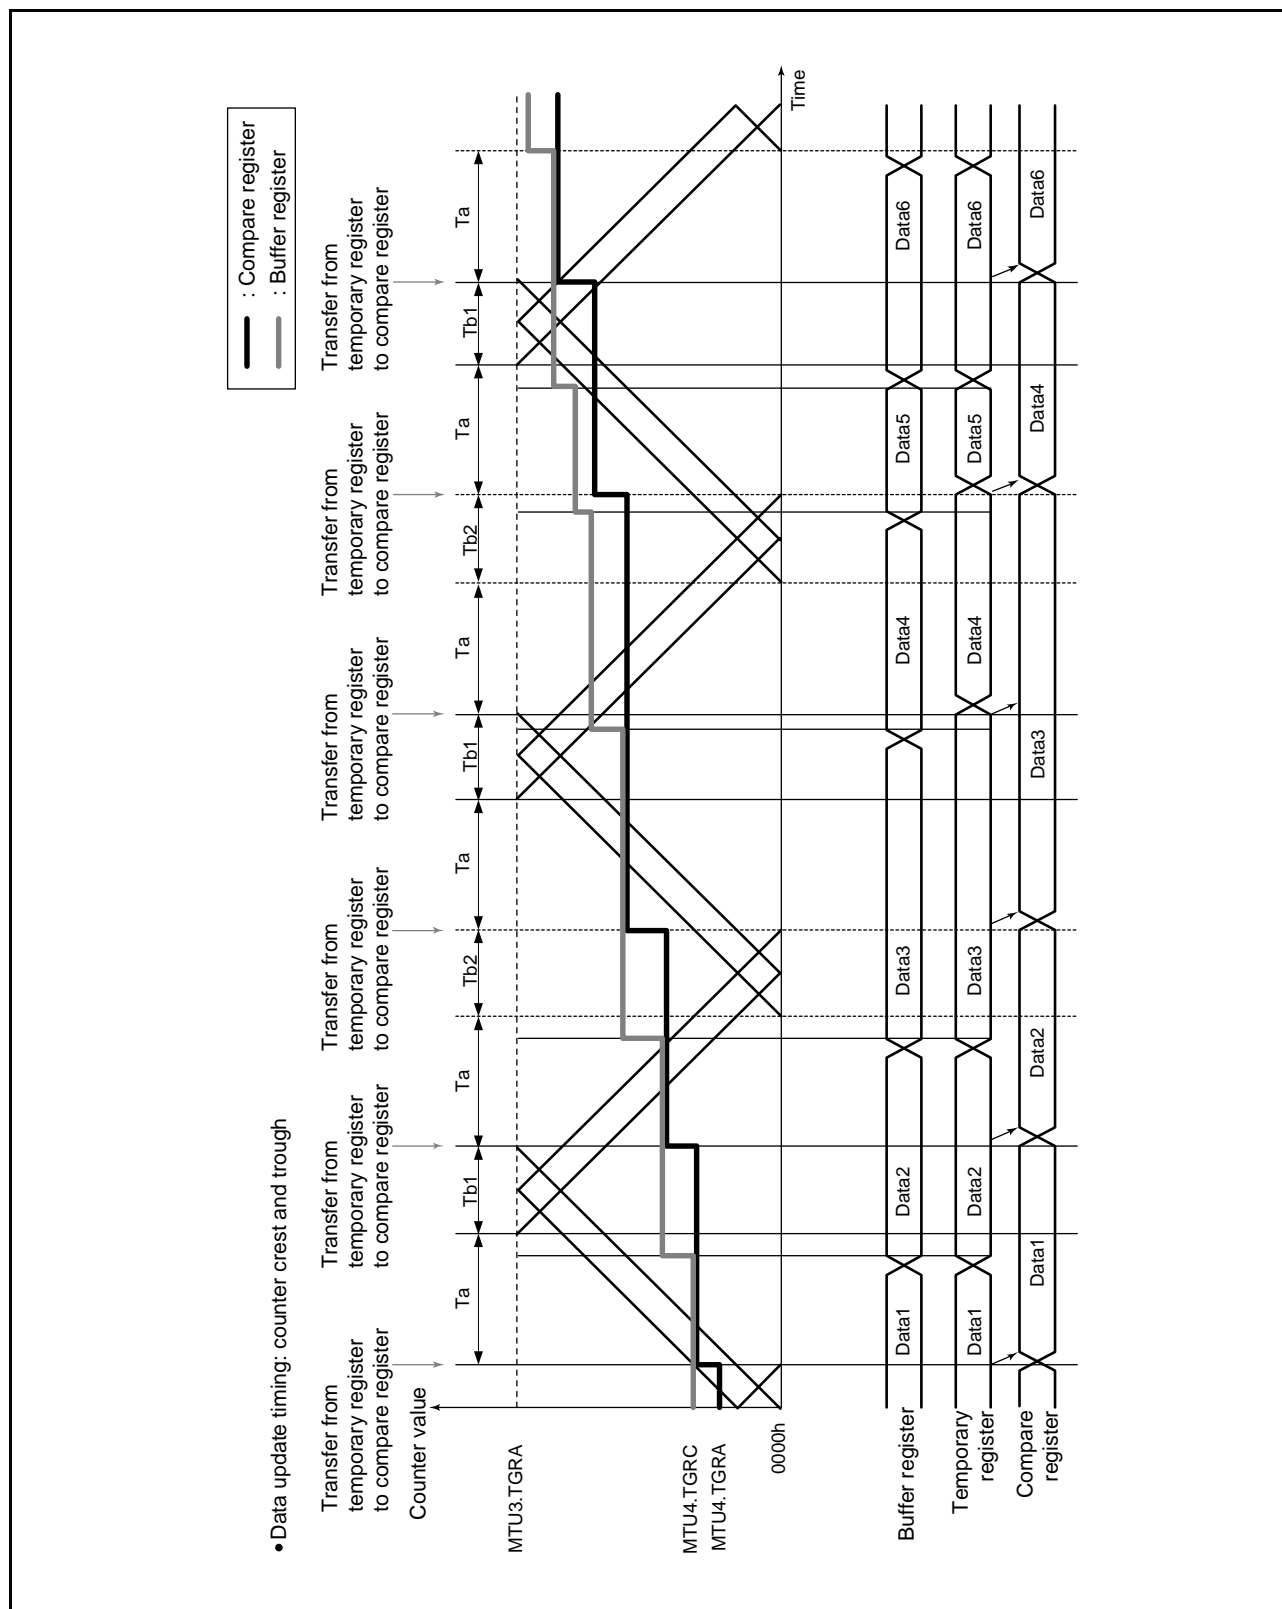 • Data update timing: counter crest and trough
: Compare register
: Buffer register
Transfer from
temporary register
to compare register
Transfer from
temporary register
to compare register
Transfer from
temporary register
to compare register
Transfer from
temporary register
to compare register
Transfer from
temporary register
to compare register
Transfer from
temporary register
to compare register
Transfer from
temporary register
to compare register
Counter value
Ta
Tb1
Ta
Tb2
Ta
Tb1
Ta
Tb2
Ta
Tb1
Ta
MTU3.TGRA
MTU4.TGRC
MTU4.TGRA
0000h
Time
Buffer register
Data1
Data2
Data3
Data4
Data5
Data6
Temporary
register
Data1
Data2
Data3
Data4
Data5
Data6
Compare
register
Data1
Data2
Data3
Data4
Data6